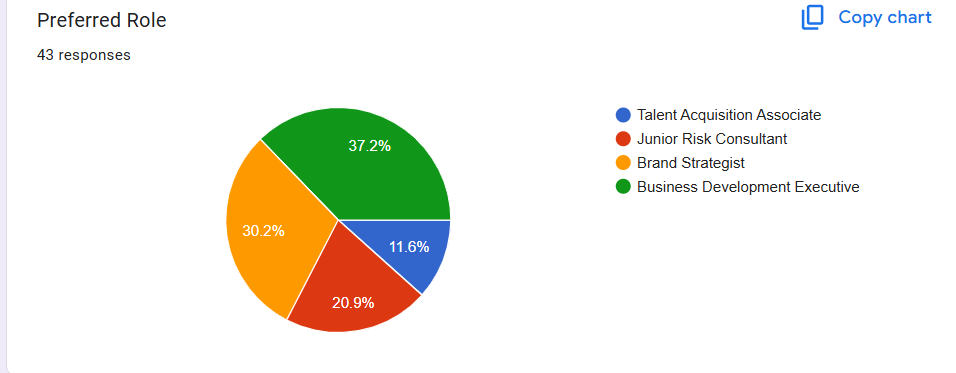 Preferred Role
Copy chart
43 responses
37.2%
30.2%
11.6%
20.9%
Talent Acquisition Associate
Junior Risk Consultant
Brand Strategist
Business Development Executive